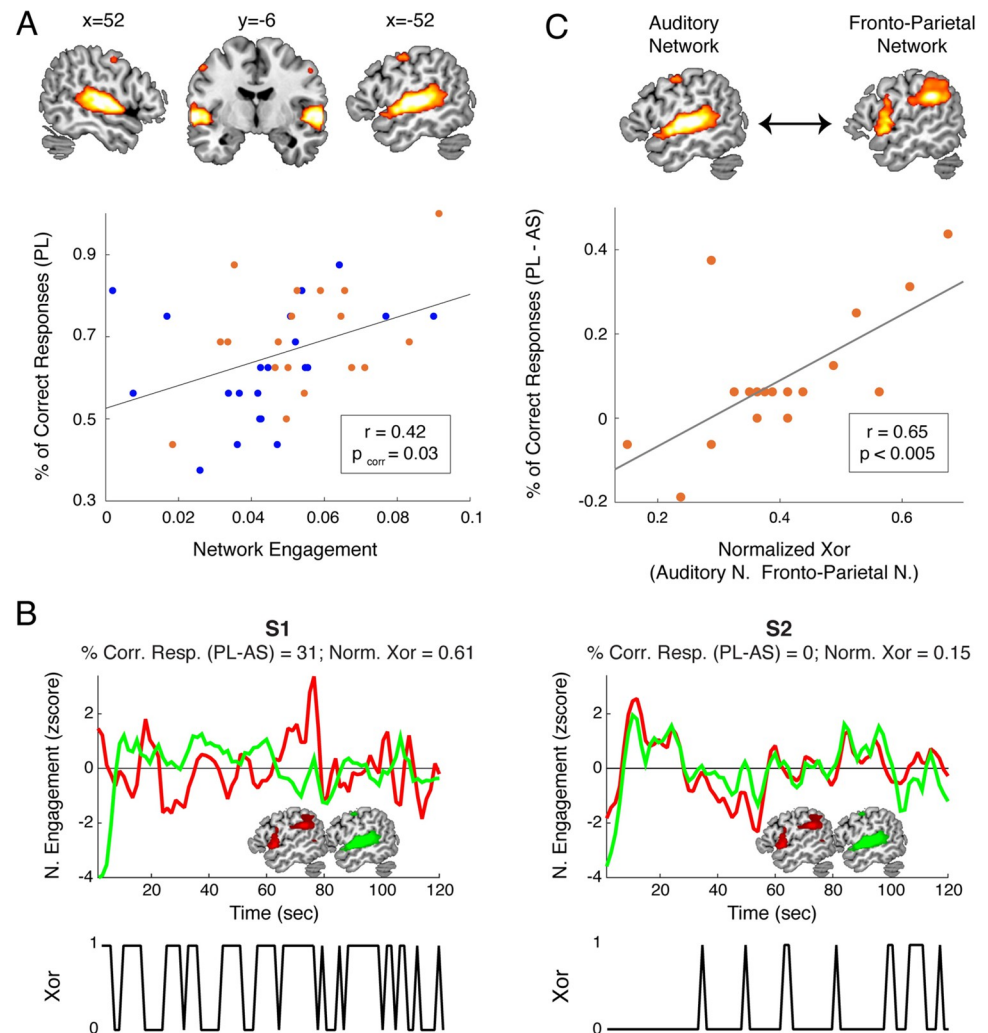 A
x=52
y=-6
x=-52
% of Correct Responses (PL)
0.9
0.7
0.5
0.3
r = 0.42
p corr = 0.03
0
0.02
0.04
0.06
0.08
0.1
Network Engagement
C
Auditory
Network
Fronto-Parietal
Network
% of Correct Responses (PL - AS)
0.4
0.2
0
-0.2
r = 0.65
p < 0.005
0.2
0.4
0.6
Normalized Xor
(Auditory N. Fronto-Parietal N.)
B
S1
% Corr. Resp. (PL-AS) = 31; Norm. Xor = 0.61
N. Engagement (zscore)
2
0
-2
-4
20
40
60
80
100
120
Time (sec)
Xor
1
0
S2
% Corr. Resp. (PL-AS) = 0; Norm. Xor = 0.15
N. Engagement (zscore)
2
0
-2
-4
20
40
60
80
100
120
Time (sec)
Xor
1
0